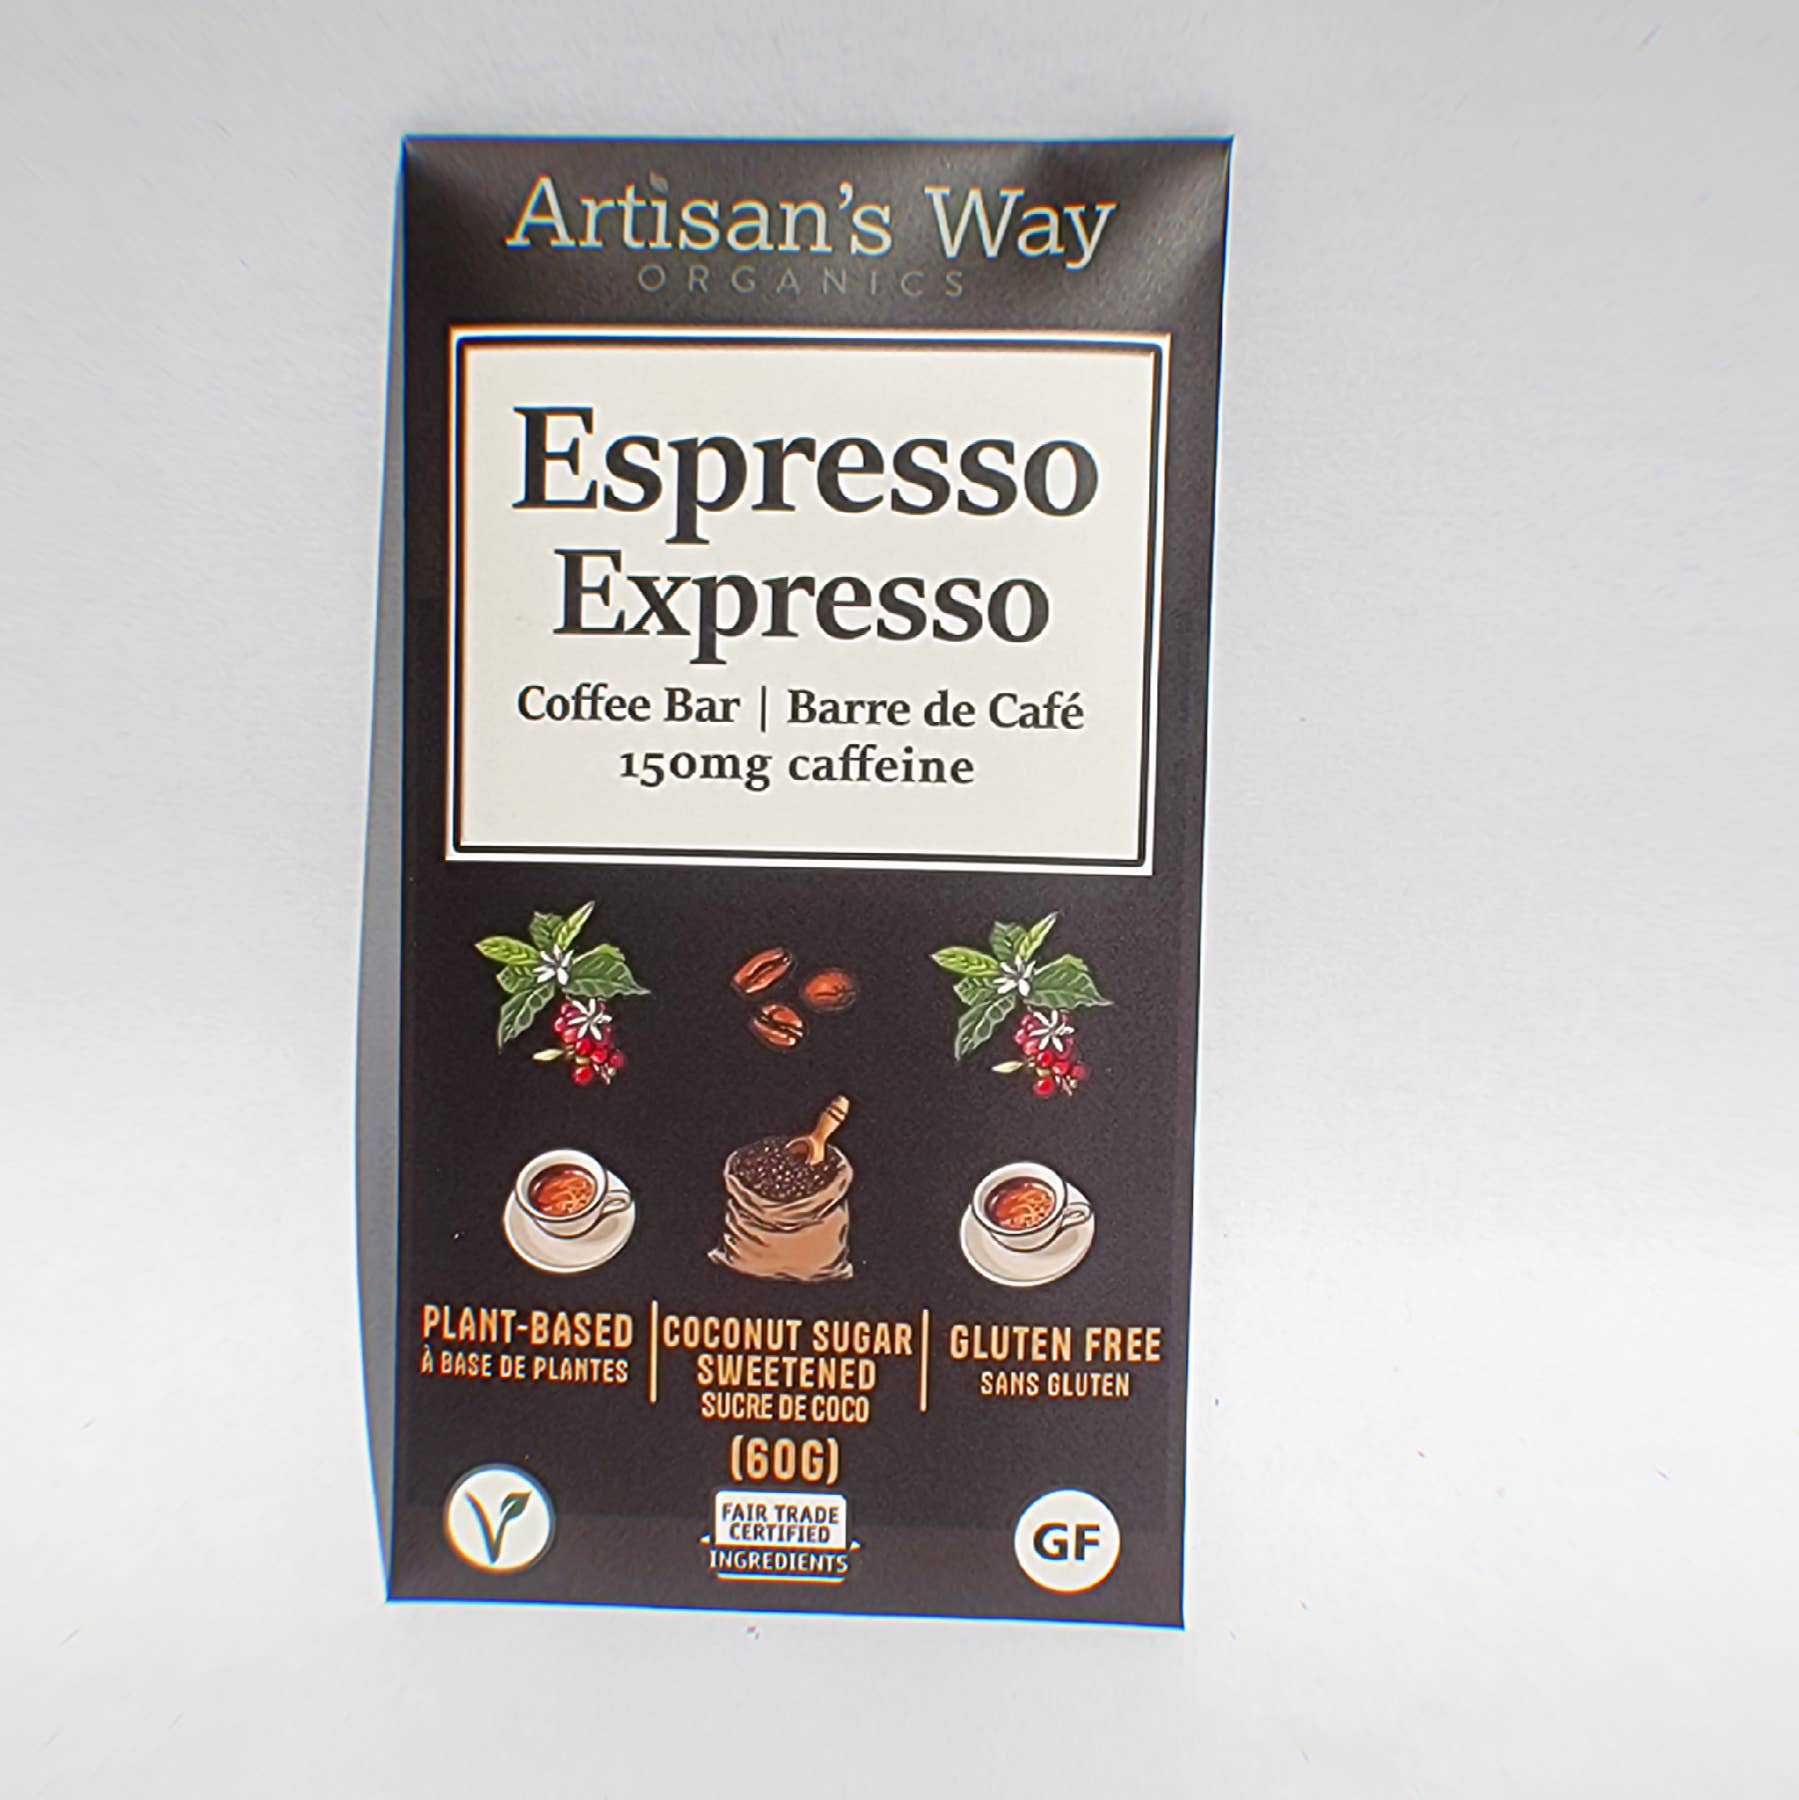 Artisan's Way
ORGANICS
Espresso
Expresso
Coffee Bar | Barre de Café
150mg caffeine
PLANT-BASED
À BASE DE PLANTES
COCONUT SUGAR
SWEETENED
SUCRE DE COCO
GLUTEN FREE
SANS GLUTEN
(60G)
V
FAIR TRADE
CERTIFIED
INGREDIENTS
GF